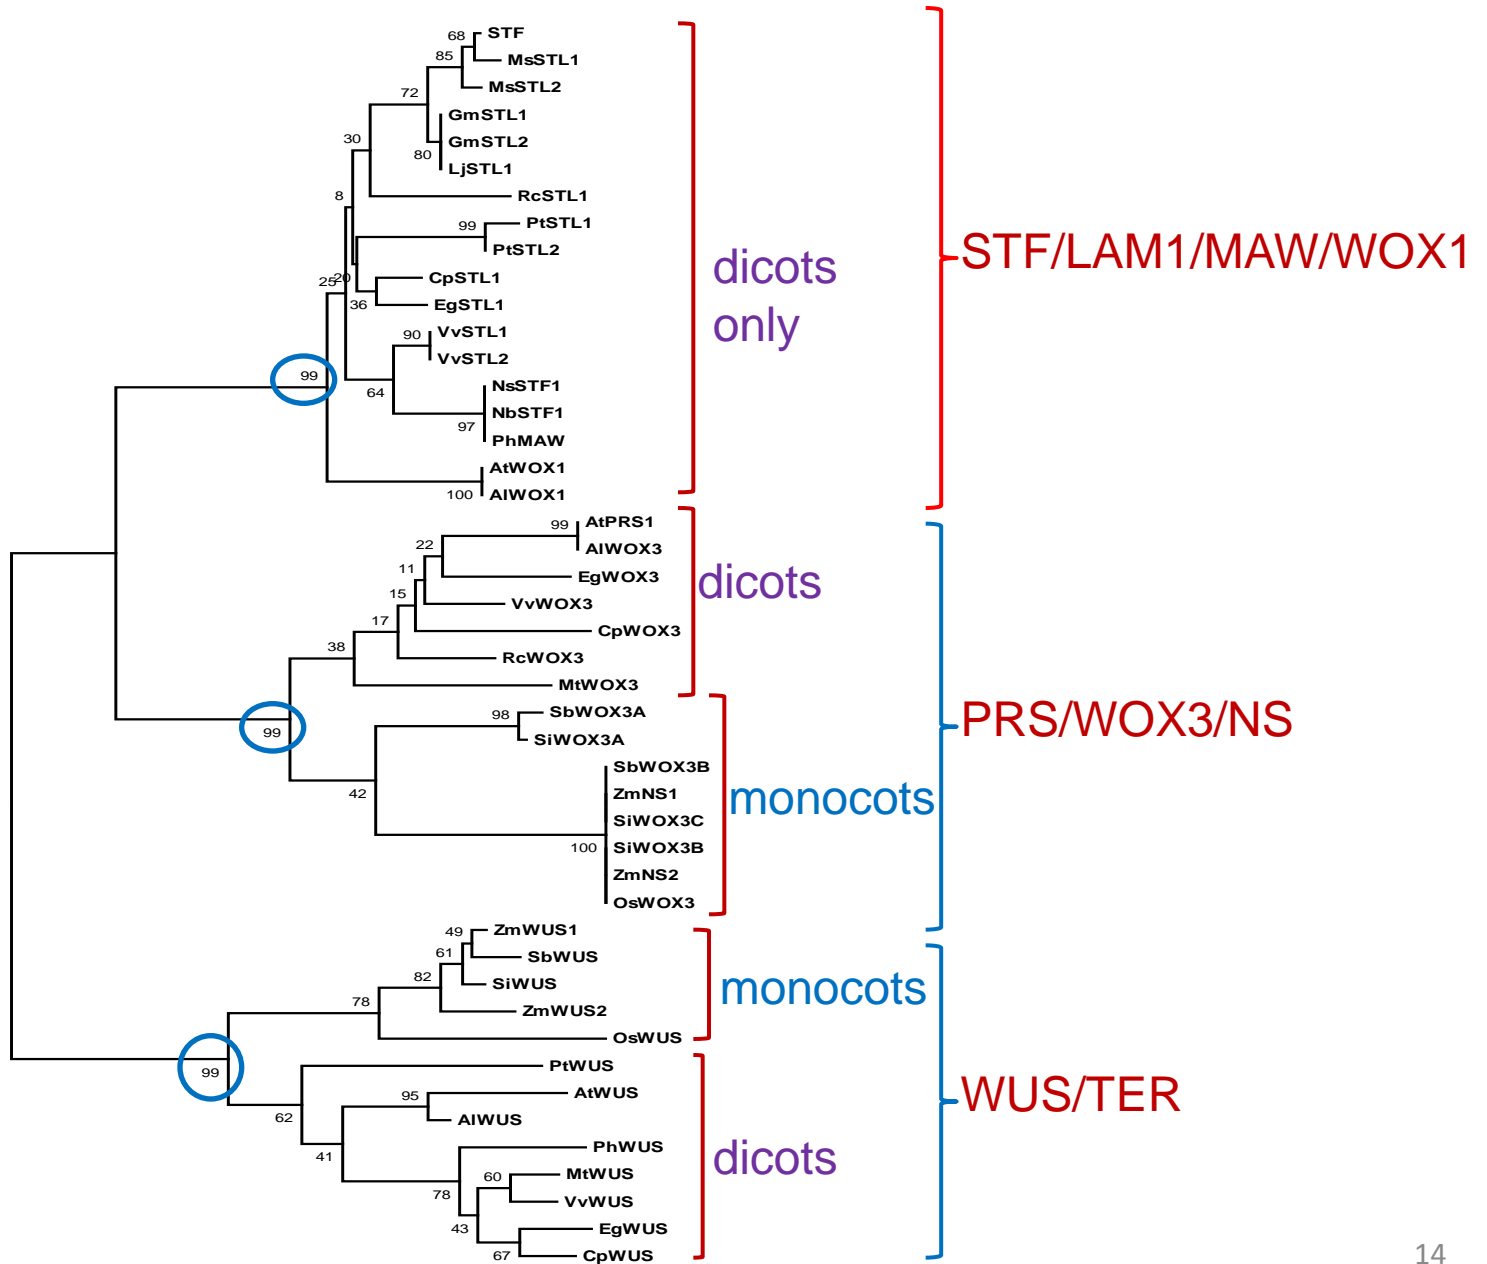 STF
68
MsSTL1
85
MsSTL2
72
GmSTL1
GmSTL2
80
LjSTL1
30
RcSTL1
8
PtSTL1
99
PtSTL2
CpSTL1
25
20
EgSTL1
36
VvSTL1
90
VvSTL2
64
NsSTF1
NbSTF1
97
PhMAW
99
AtWOX1
100
AlWOX1
dicots
only
STF/LAM1/MAW/WOX1
AtPRS1
99
AlWOX3
22
EgWOX3
11
VvWOX3
15
CpWOX3
17
RcWOX3
38
MtWOX3
dicots
99
SbWOX3A
98
SiWOX3A
42
SbWOX3B
ZmNS1
SiWOX3C
100
SiWOX3B
ZmNS2
OsWOX3
monocots
PRS/WOX3/NS
ZmWUS1
49
SbWUS
61
SiWUS
82
ZmWUS2
78
OsWUS
monocots
99
PtWUS
62
AtWUS
95
AlWUS
41
PhWUS
78
MtWUS
60
VvWUS
43
EgWUS
67
CpWUS
dicots
WUS/TER
14